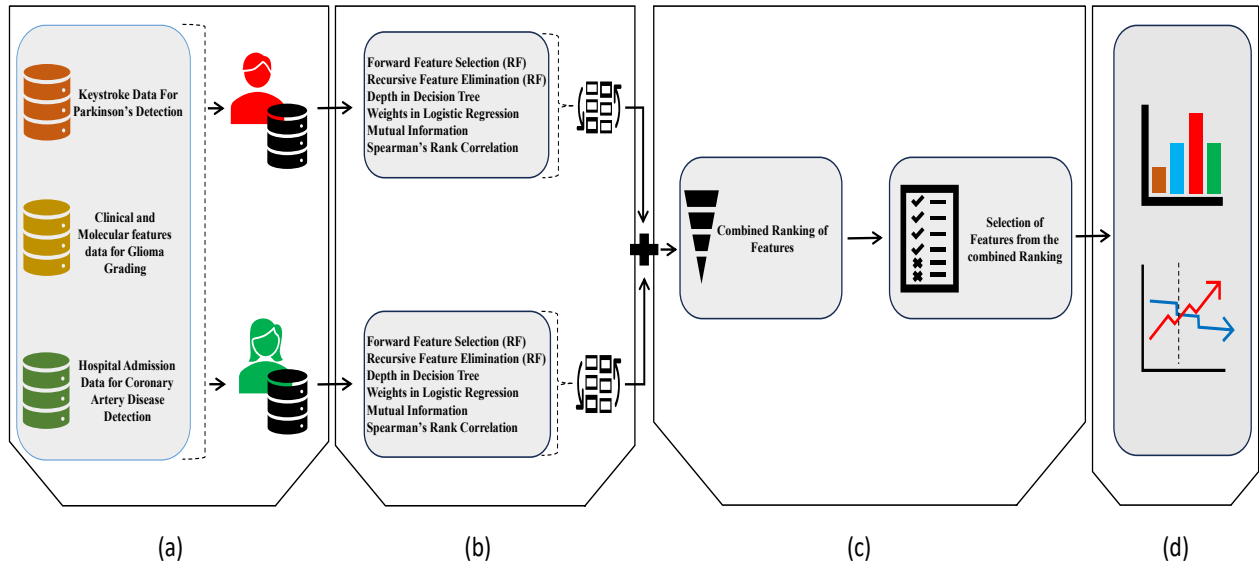 Keystroke Data For
Parkinson's Detection
Clinical and
Molecular features
data for Glioma
Grading
Hospital Admission
Data for Coronary
Artery Disease
Detection
Forward Feature Selection (RF)
Recursive Feature Elimination (RF)
Depth in Decision Tree
Weights in Logistic Regression
Mutual Information
Spearman's Rank Correlation
Forward Feature Selection (RF)
Recursive Feature Elimination (RF)
Depth in Decision Tree
Weights in Logistic Regression
Mutual Information
Spearman's Rank Correlation
Combined Ranking of
Features
Selection of
Features from the
combined Ranking
(a)
(b)
(c)
(d)